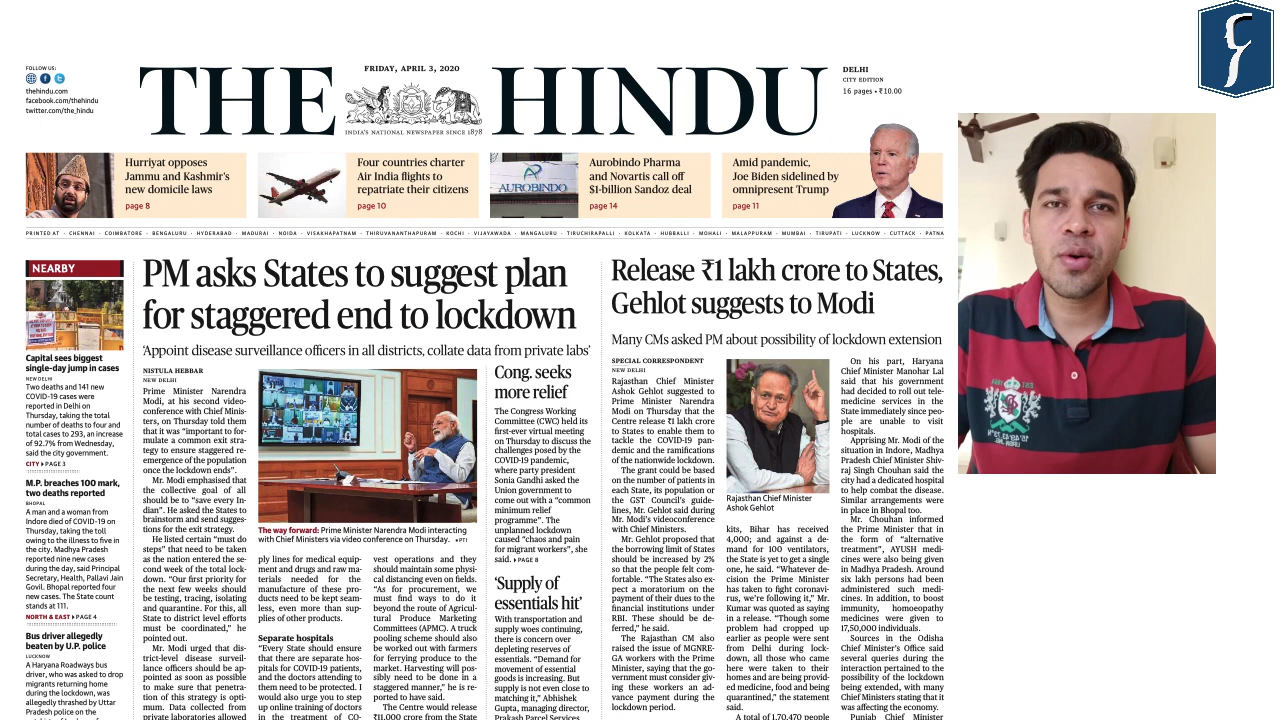 FOLLOW US:
thehindu.com
facebook.com/thehindu
twitter.com/the_hindu
FRIDAY, APRIL 3, 2020
THE HINDU
INDIA'S NATIONAL NEWSPAPER SINCE 1878
DELHI
CITY EDITION
16 pages • ₹10.00
Hurriyat opposes
Jammu and Kashmir's
new domicile laws
page 8
Four countries charter
Air India flights to
repatriate their citizens
page 10
AUROBINDO
Aurobindo Pharma
and Novartis call off
$1-billion Sandoz deal
page 14
Amid pandemic,
Joe Biden sidelined by
omnipresent Trump
page 11
PRINTED AT · CHENNAI · COIMBATORE · BENGALURU · HYDERABAD · MADURAI · NOIDA · VISAKHAPATNAM · THIRUVANANTHAPURAM · KOCHI · VIJAYAWADA · MANGALURU · TIRUCHIRAPALLI · KOLKATA · HUBBALLI · MOHALI · MALAPPURAM · MUMBAI · TIRUPATI · LUCKNOW · CUTTACK · PATNA
NEARBY
Capital sees biggest
single-day jump in cases
NEW DELHI
Two deaths and 141 new
COVID-19 cases were
reported in Delhi on
Thursday, taking the total
number of deaths to four and
total cases to 293, an increase
of 92.7% from Wednesday,
said the city government.
CITY ▸ PAGE 3
M.P. breaches 100 mark,
two deaths reported
BHOPAL
A man and a woman from
Indore died of COVID-19 on
Thursday, taking the toll
owing to the illness to five in
the city. Madhya Pradesh
reported nine new cases
during the day, said Principal
Secretary, Health, Pallavi Jain
Govil. Bhopal reported four
new cases. The State count
stands at 111.
NORTH & EAST ▸ PAGE 4
Bus driver allegedly
beaten by U.P. police
LUCKNOW
A Haryana Roadways bus
driver, who was asked to drop
migrants returning home
during the lockdown, was
allegedly thrashed by Uttar
Pradesh police on the
PM asks States to suggest plan
for staggered end to lockdown
'Appoint disease surveillance officers in all districts, collate data from private labs'
NISTULA HEBBAR
NEW DELHI
Prime Minister Narendra
Modi, at his second video-
conference with Chief Minis-
ters, on Thursday told them
that it was "important to for-
mulate a common exit stra-
tegy to ensure staggered re-
emergence of the population
once the lockdown ends".
Mr. Modi emphasised that
the collective goal of all
should be to "save every In-
dian". He asked the States to
brainstorm and send sugges-
tions for the exit strategy.
He listed certain "must do
steps" that need to be taken
as the nation entered the se-
cond week of the total lock-
down. "Our first priority for
the next few weeks should
be testing, tracing, isolating
and quarantine. For this, all
State to district level efforts
must be coordinated," he
pointed out.
Mr. Modi urged that dis-
trict-level disease surveil-
lance officers should be ap-
pointed as soon as possible
to make sure that penetra-
tion of this strategy is opti-
mum. Data collected from
private laboratories allowed
The way forward: Prime Minister Narendra Modi interacting
with Chief Ministers via video conference on Thursday. • PTI
ply lines for medical equip-
ment and drugs and raw ma-
terials needed for the
manufacture of these pro-
ducts need to be kept seam-
less, even more than sup-
plies of other products.
Separate hospitals
"Every State should ensure
that there are separate hos-
pitals for COVID-19 patients,
and the doctors attending to
them need to be protected. I
would also urge you to step
up online training of doctors
in the treatment of CO-
vest operations and they
should maintain some physi-
cal distancing even on fields.
"As for procurement, we
must find ways to do it
beyond the route of Agricul-
tural Produce Marketing
Committees (APMC). A truck
pooling scheme should also
be worked out with farmers
for ferrying produce to the
market. Harvesting will pos-
sibly need to be done in a
staggered manner," he is re-
ported to have said.
The Centre would release
₹11,000 crore from the State
Cong. seeks
more relief
The Congress Working
Committee (CWC) held its
first-ever virtual meeting
on Thursday to discuss the
challenges posed by the
COVID-19 pandemic,
where party president
Sonia Gandhi asked the
Union government to
come out with a "common
minimum relief
programme". The
unplanned lockdown
caused "chaos and pain
for migrant workers", she
said. ▸ PAGE 8
'Supply of
essentials hit'
With transportation and
supply woes continuing,
there is concern over
depleting reserves of
essentials. "Demand for
movement of essential
goods is increasing. But
supply is not even close to
matching it," Abhishek
Gupta, managing director,
Prakash Parcel Services,
Release ₹1 lakh crore to States,
Gehlot suggests to Modi
Many CMs asked PM about possibility of lockdown extension
SPECIAL CORRESPONDENT
NEW DELHI
Rajasthan Chief Minister
Ashok Gehlot suggested to
Prime Minister Narendra
Modi on Thursday that the
Centre release ₹1 lakh crore
to States to enable them to
tackle the COVID-19 pan-
demic and the ramifications
of the nationwide lockdown.
The grant could be based
on the number of patients in
each State, its population or
the GST Council's guide-
lines, Mr. Gehlot said during
Mr. Modi's videoconference
with Chief Ministers.
Mr. Gehlot proposed that
the borrowing limit of States
should be increased by 2%
so that the people felt com-
fortable. "The States also ex-
pect a moratorium on the
payment of their dues to the
financial institutions under
RBI. These should be de-
ferred," he said.
The Rajasthan CM also
raised the issue of MGNRE-
GA workers with the Prime
Minister, saying that the go-
vernment must consider giv-
ing these workers an ad-
vance payment during the
lockdown period.
Rajasthan Chief Minister
Ashok Gehlot
kits, Bihar has received
4,000; and against a de-
mand for 100 ventilators,
the State is yet to get a single
one, he said. "Whatever de-
cision the Prime Minister
has taken to fight coronavi-
rus, we're following it," Mr.
Kumar was quoted as saying
in a release. "Though some
problem had cropped up
earlier as people were sent
from Delhi during lock-
down, all those who came
here were taken to their
homes and are being provi-
ded medicine, food and being
quarantined," the statement
said.
A total of 1,70,470 people
On his part, Haryana
Chief Minister Manohar Lal
said that his government
had decided to roll out tele-
medicine services in the
State immediately since peo-
ple are unable to visit
hospitals.
Apprising Mr. Modi of the
situation in Indore, Madhya
Pradesh Chief Minister Shiv-
raj Singh Chouhan said the
city had a dedicated hospital
to help combat the disease.
Similar arrangements were
in place in Bhopal too.
Mr. Chouhan informed
the Prime Minister that in
the form of "alternative
treatment", AYUSH medi-
cines were also being given
in Madhya Pradesh. Around
six lakh persons had been
administered such medi-
cines. In addition, to boost
immunity, homoeopathy
medicines were given to
17,50,000 individuals.
Sources in the Odisha
Chief Minister's Office said
several queries during the
interaction pertained to the
possibility of the lockdown
being extended, with many
Chief Ministers stating that it
was affecting the economy.
Punjab Chief Minister